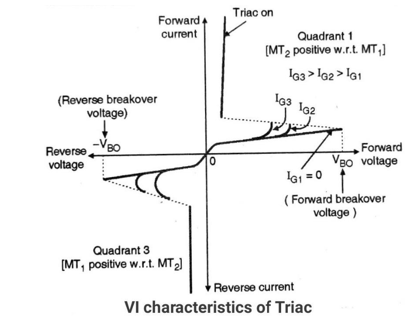 Forward
current
Triac on
Quadrant 1
[MT2 positive w.r.t. MT1]
IG3 > IG2 > IG1
(Reverse breakover
voltage)
IG3
IG2
–VBO
Reverse
voltage
0
Forward
voltage
VBO
IG1 = 0
( Forward breakover
voltage )
Quadrant 3
[MT1 positive w.r.t. MT2]
Reverse current
VI characteristics of Triac